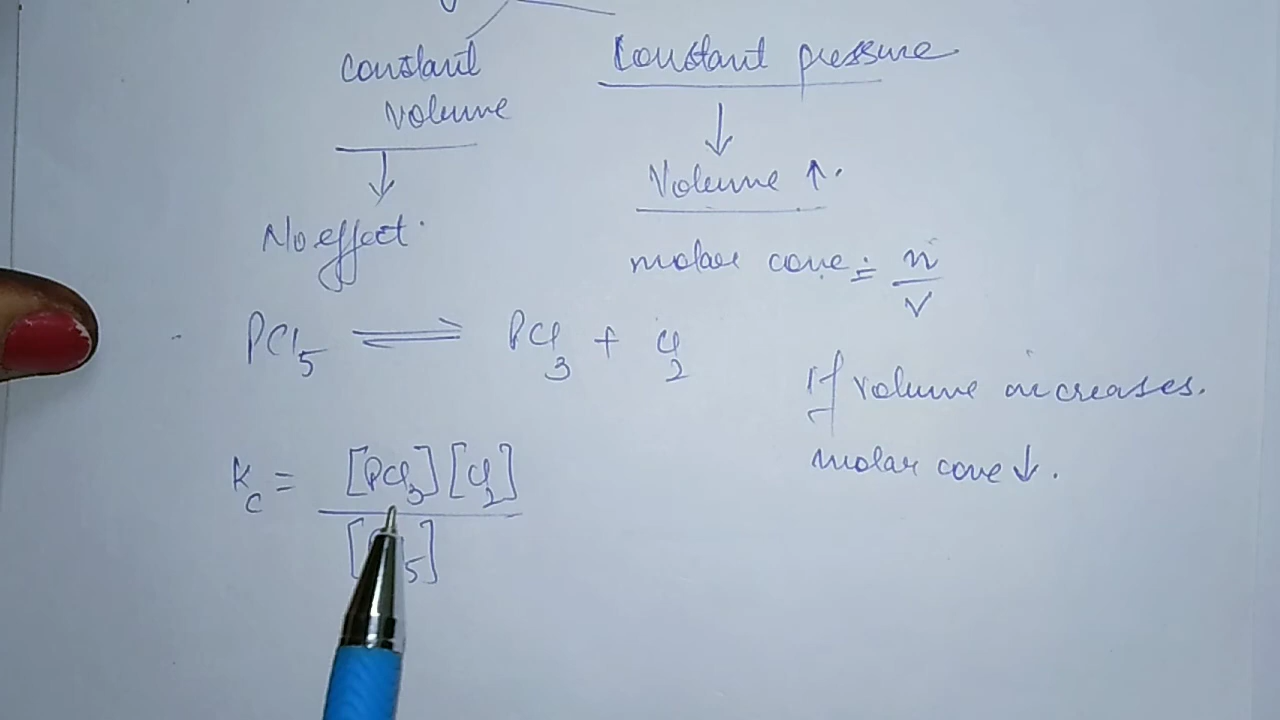 Constant
Volume
No effect.
Constant pressure
Volume ↑.
molar conc = n/V
PCl5 ⇌ PCl3 + Cl2
If volume increases.
molar conc ↓.
Kc = [PCl3][Cl2]
[ 5]